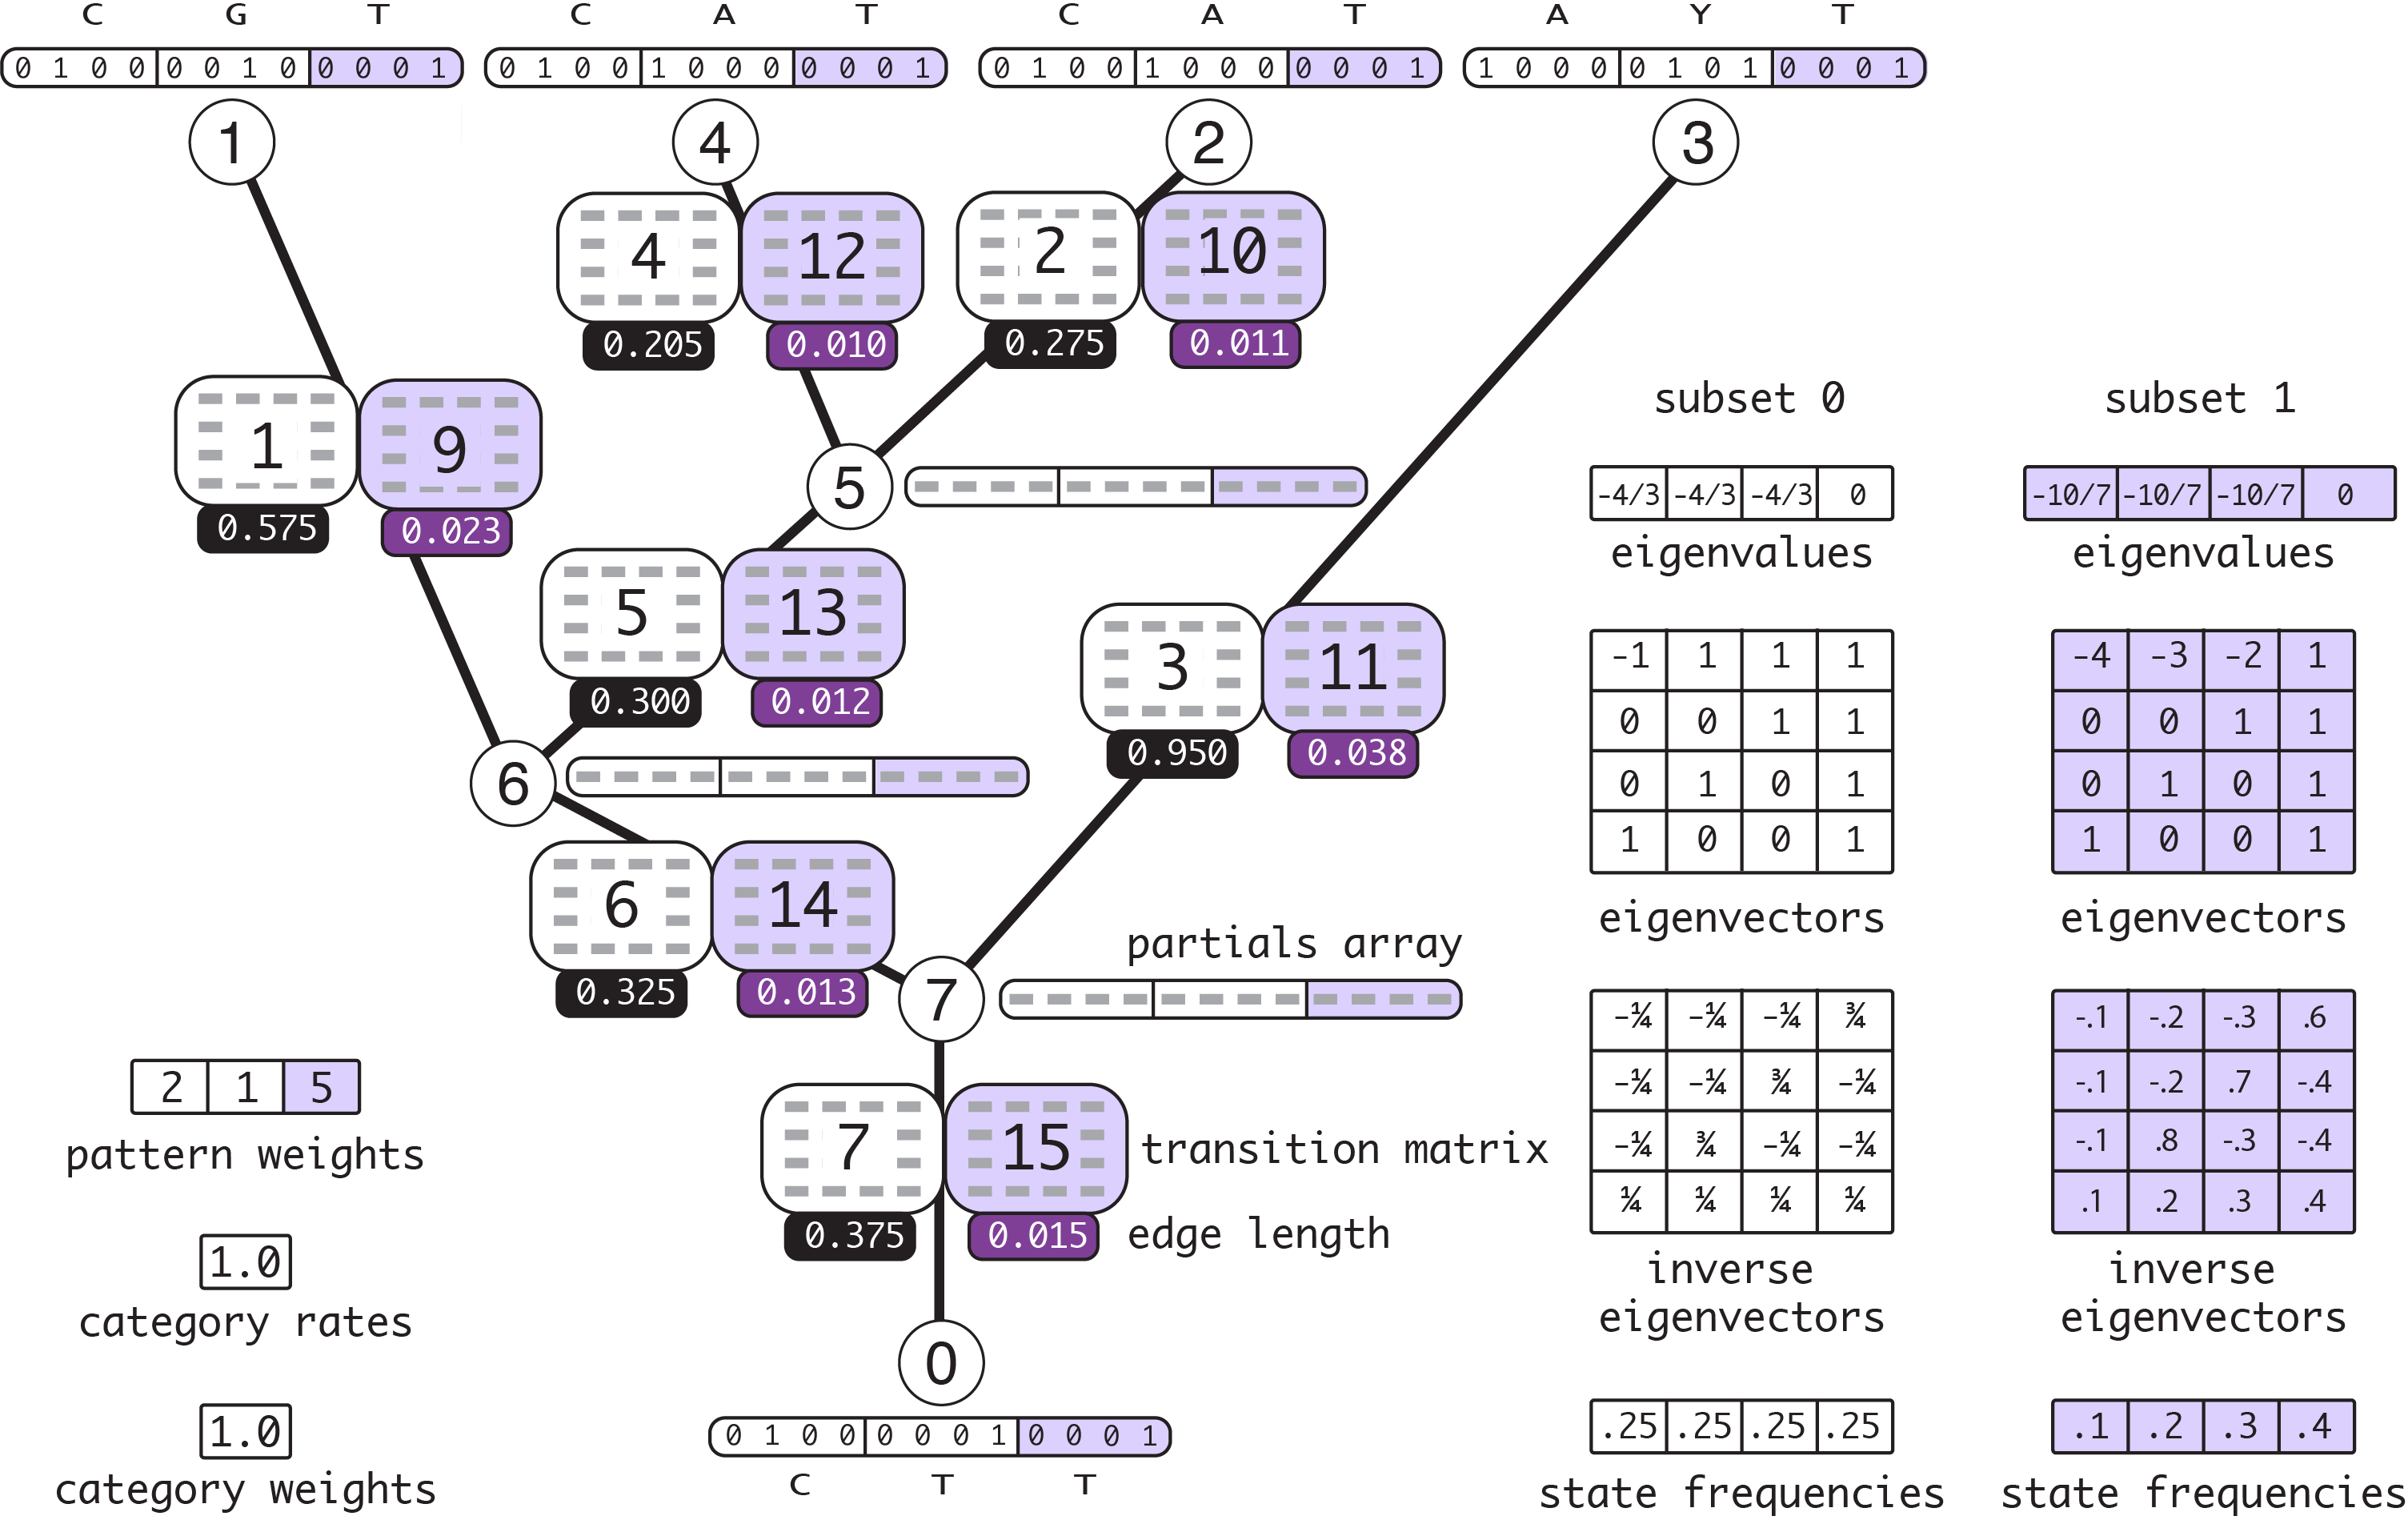 C G T C A T C A T A Y T
0 1 0 0 0 0 1 0 0 0 0 1 0 1 0 0 1 0 0 0 0 0 0 1 0 1 0 0 1 0 0 0 0 0 0 1 1 0 0 0 0 1 0 1 0 0 0 1
1 4 2 3
4 12 2 10
0.205 0.010 0.275 0.011
1 9
0.575 0.023
5
5 13
0.300 0.012
3 11
0.950 0.038
6
6 14
0.325 0.013
partials array
7
7 15
transition matrix
0.375 0.015
edge length
0
0 1 0 0 0 0 0 1 0 0 0 1
C T T
2 1 5
pattern weights
1.0
category rates
1.0
category weights
subset 0
-4/3 -4/3 -4/3 0
eigenvalues
-1 1 1 1
0 0 1 1
0 1 0 1
1 0 0 1
eigenvectors
-¼ -¼ -¼ ¾
-¼ -¼ ¾ -¼
-¼ ¾ -¼ -¼
¼ ¼ ¼ ¼
inverse
eigenvectors
.25 .25 .25 .25
state frequencies
subset 1
-10/7 -10/7 -10/7 0
eigenvalues
-4 -3 -2 1
0 0 1 1
0 1 0 1
1 0 0 1
eigenvectors
-.1 -.2 -.3 .6
-.1 -.2 .7 -.4
-.1 .8 -.3 -.4
.1 .2 .3 .4
inverse
eigenvectors
.1 .2 .3 .4
state frequencies